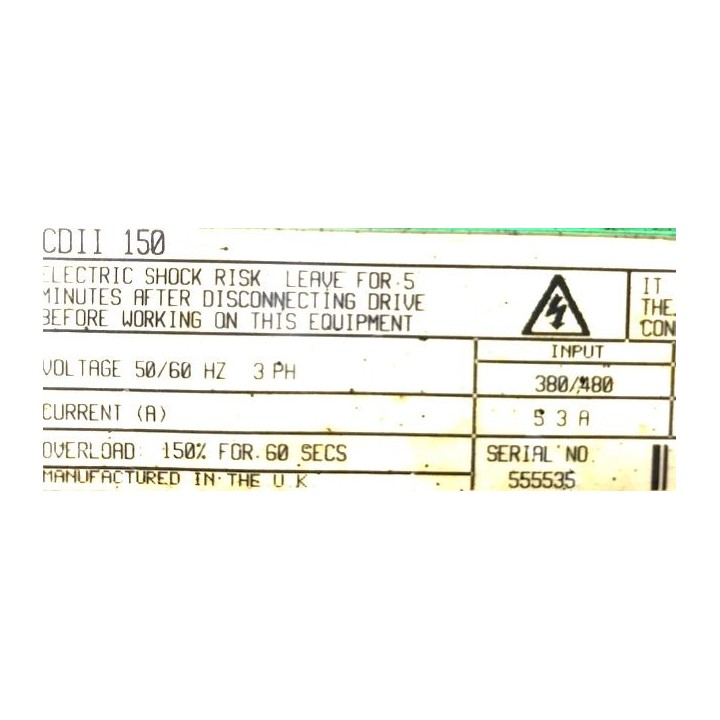 CDII 150
ELECTRIC SHOCK RISK LEAVE FOR 5
MINUTES AFTER DISCONNECTING DRIVE
BEFORE WORKING ON THIS EQUIPMENT
IT
THE
CON
INPUT
VOLTAGE 50/60 HZ 3 PH
380/480
CURRENT (A)
5 3 A
OVERLOAD: 150% FOR 60 SECS
SERIAL NO.
MANUFACTURED IN THE U K
555535